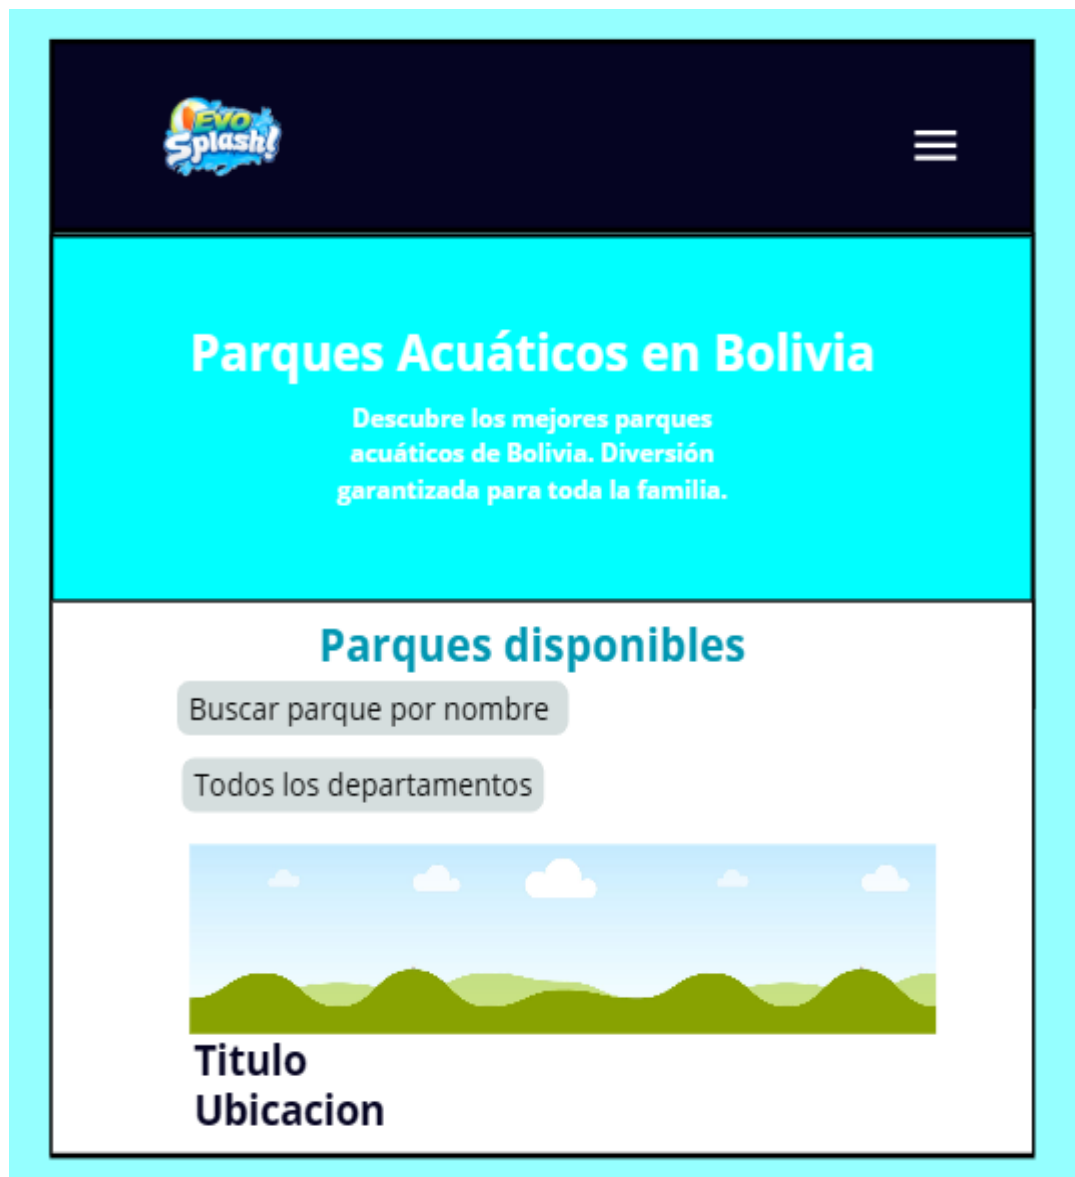 EVO
Splash!
Parques Acuáticos en Bolivia
Descubre los mejores parques
acuáticos de Bolivia. Diversión
garantizada para toda la familia.
Parques disponibles
Buscar parque por nombre
Todos los departamentos
Titulo
Ubicacion